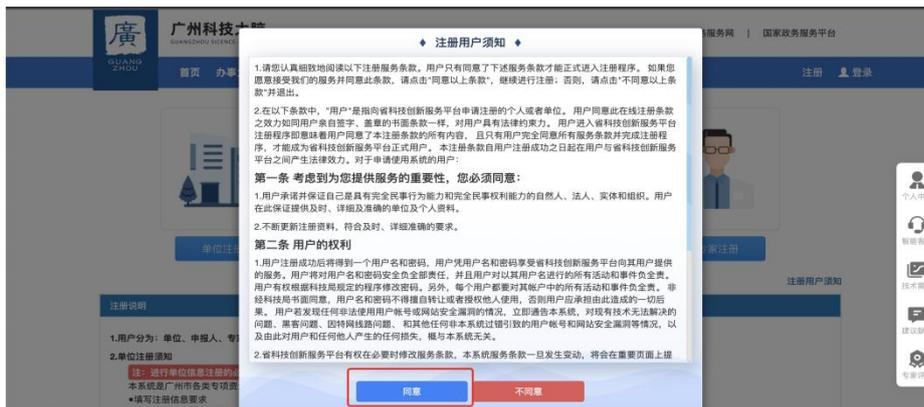 廣
GUANG
ZHOU
广州科技大脑
服务网 | 国家政务服务平台
首页 办事
注册 登录
单位注册
家注册
注册用户须知
注册说明
1.用户分为：单位、申报人、专
2.单位注册须知
注：进行单位信息注册的必
本系统是广州市各类专项资
•填写注册信息要求
注册用户须知
1.请您认真细致地阅读以下注册服务条款。用户只有同意了下述服务条款才能正式进入注册程序。 如果您
愿意接受我们的服务并同意此条款，请点击"同意以上条款"，继续进行注册；否则，请点击"不同意以上条
款"并退出。
2.在以下条款中，"用户"是指向省科技创新服务平台申请注册的个人或者单位。 用户同意此在线注册条款
之效力如同用户亲自签字、盖章的书面条款一样，对用户具有法律约束力。 用户进入省科技创新服务平台
注册程序即意味着用户同意了本注册条款的所有内容， 且只有用户完全同意所有服务条款并完成注册程
序，才能成为省科技创新服务平台正式用户。 本注册条款自用户注册成功之日起在用户与省科技创新服务
平台之间产生法律效力。对于申请使用系统的用户：
第一条 考虑到为您提供服务的重要性，您必须同意：
1.用户承诺并保证自己是具有完全民事行为能力和完全民事权利能力的自然人、法人、实体和组织。用户
在此保证提供及时、详细及准确的单位及个人资料。
2.不断更新注册资料，符合及时、详细准确的要求。
第二条 用户的权利
1.用户注册成功后将得到一个用户名和密码，用户凭用户名和密码享受省科技创新服务平台向其用户提供
的服务。用户将对用户名和密码安全负全部责任，并且用户对以其用户名进行的所有活动和事件负全责。
用户有权根据科技局规定的程序修改密码。另外，每个用户都要对其帐户中的所有活动和事件负全责。 非
经科技局书面同意，用户名和密码不得擅自转让或者授权他人使用，否则用户应承担由此造成的一切后
果。 用户若发现任何非法使用用户帐号或网站安全漏洞的情况，立即通告本系统，对现有技术无法解决的
问题、黑客问题、因特网线路问题、 和其他任何非本系统过错引致的用户帐号和网站安全漏洞等情况，以
及由此对用户和任何他人产生的任何损失，概与本系统无关。
2.省科技创新服务平台有权在必要时修改服务条款，本系统服务条款一旦发生变动，将会在重要页面上提
同意 不同意
个人中
智能客
技术需
建议
专家评